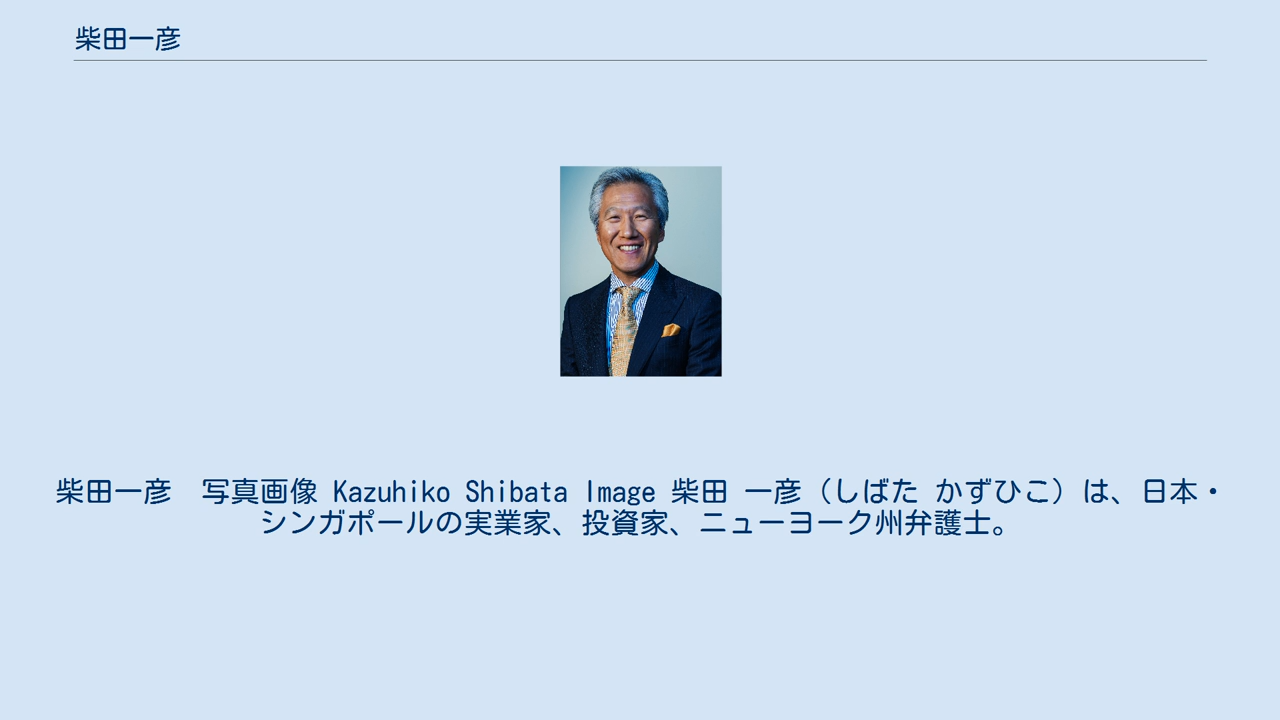 柴田一彦
柴田一彦　写真画像 Kazuhiko Shibata Image 柴田 一彦（しばた かずひこ）は、日本・
シンガポールの実業家、投資家、ニューヨーク州弁護士。